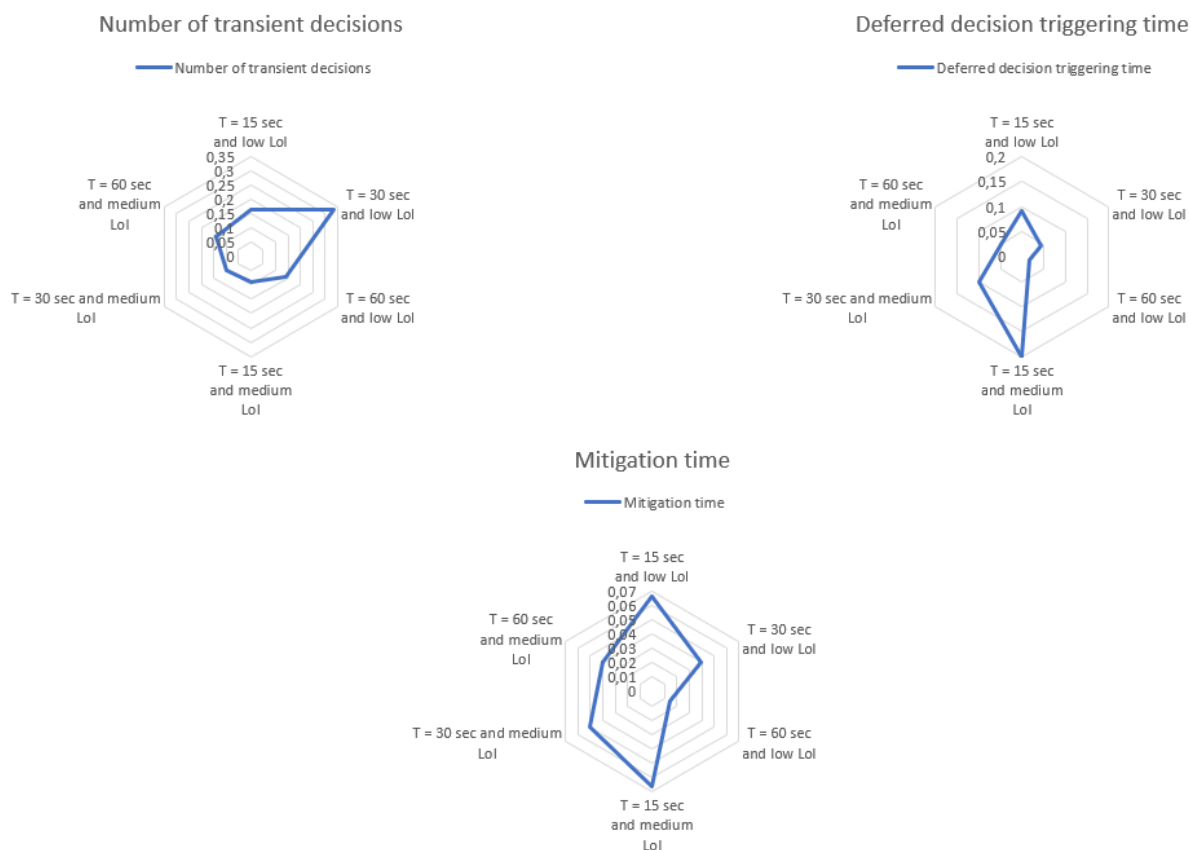 Number of transient decisions
Number of transient decisions
T = 15 sec
and low LoI
0,35
0,3
0,25
0,2
0,15
0,1
0,05
0
T = 30 sec
and low LoI
T = 60 sec
and low LoI
T = 15 sec
and medium
LoI
T = 30 sec and medium
LoI
T = 60 sec
and medium
LoI
Deferred decision triggering time
Deferred decision triggering time
T = 15 sec
and low LoI
0,2
0,15
0,1
0,05
0
T = 30 sec
and low LoI
T = 60 sec
and low LoI
T = 15 sec
and medium
LoI
T = 30 sec and medium
LoI
T = 60 sec
and medium
LoI
Mitigation time
Mitigation time
T = 15 sec
and low LoI
0,07
0,06
0,05
0,04
0,03
0,02
0,01
0
T = 30 sec
and low LoI
T = 60 sec
and low LoI
T = 15 sec
and medium
LoI
T = 30 sec and medium
LoI
T = 60 sec
and medium
LoI